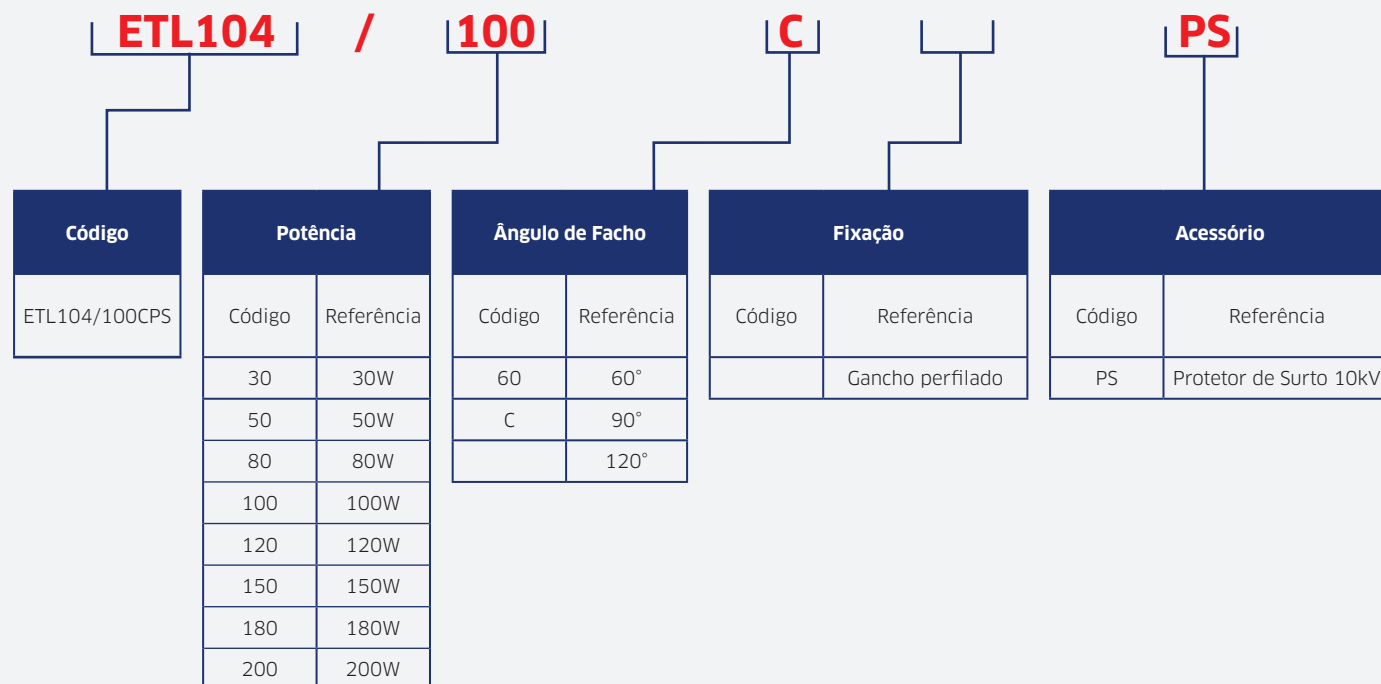 ETL104 / 100 C PS
Código Potência Ângulo de Facho Fixação Acessório
ETL104/100CPS Código Referência Código Referência Código Referência Código Referência
30 30W 60 60° Gancho perfilado PS Protetor de Surto 10kV
50 50W C 90°
80 80W 120°
100 100W
120 120W
150 150W
180 180W
200 200W